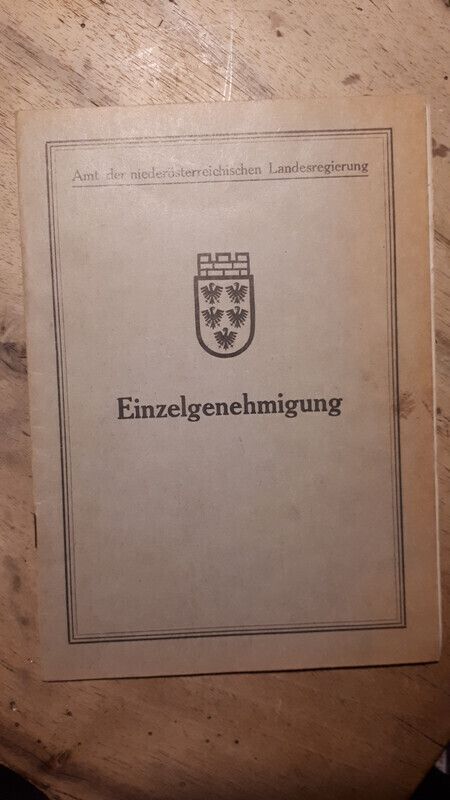 Amt der niederösterreichischen Landesregierung
Einzelgenehmigung